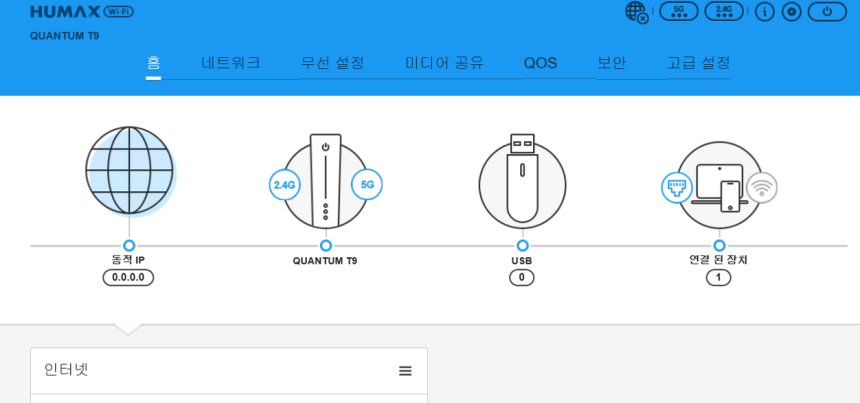 HUMAX Wi-Fi
5G 2.4G
QUANTUM T9
홈 네트워크 무선 설정 미디어 공유 QOS 보안 고급 설정
2.4G 5G
동적 IP QUANTUM T9 USB 연결 된 장치
0.0.0.0 0 1
인터넷